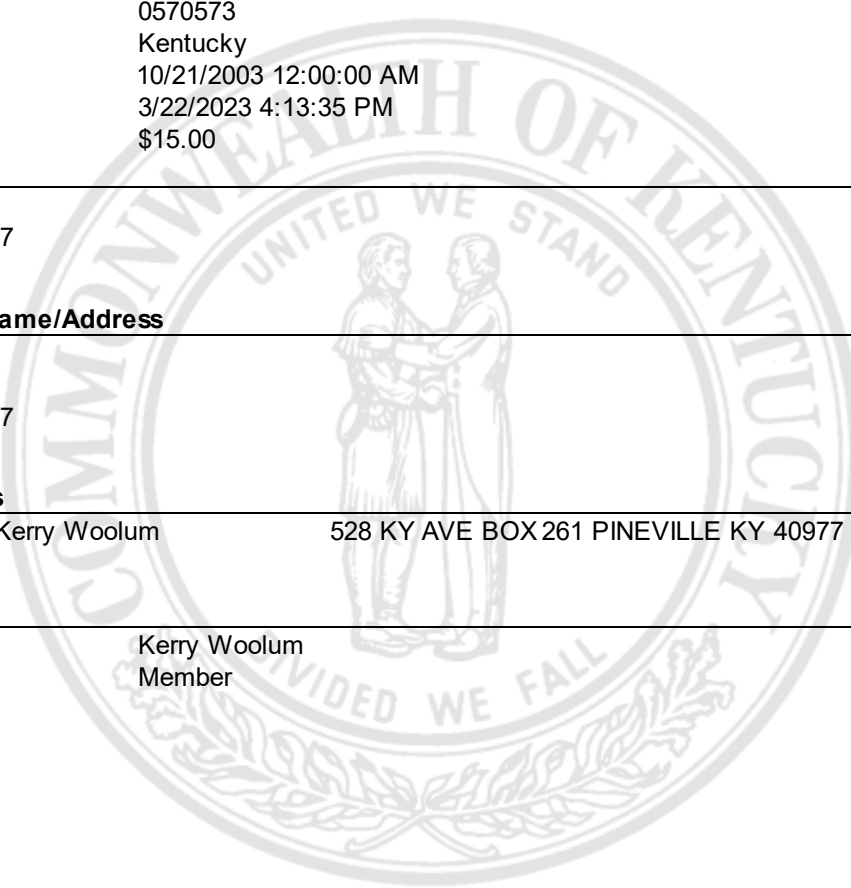 0570573
Kentucky
10/21/2003 12:00:00 AM
3/22/2023 4:13:35 PM
$15.00
7
ame/Address
7
s
Kerry Woolum 528 KY AVE BOX 261 PINEVILLE KY 40977
Kerry Woolum
Member
COMMONWEALTH OF KENTUCKY
UNITED WE STAND
DIVIDED WE FALL